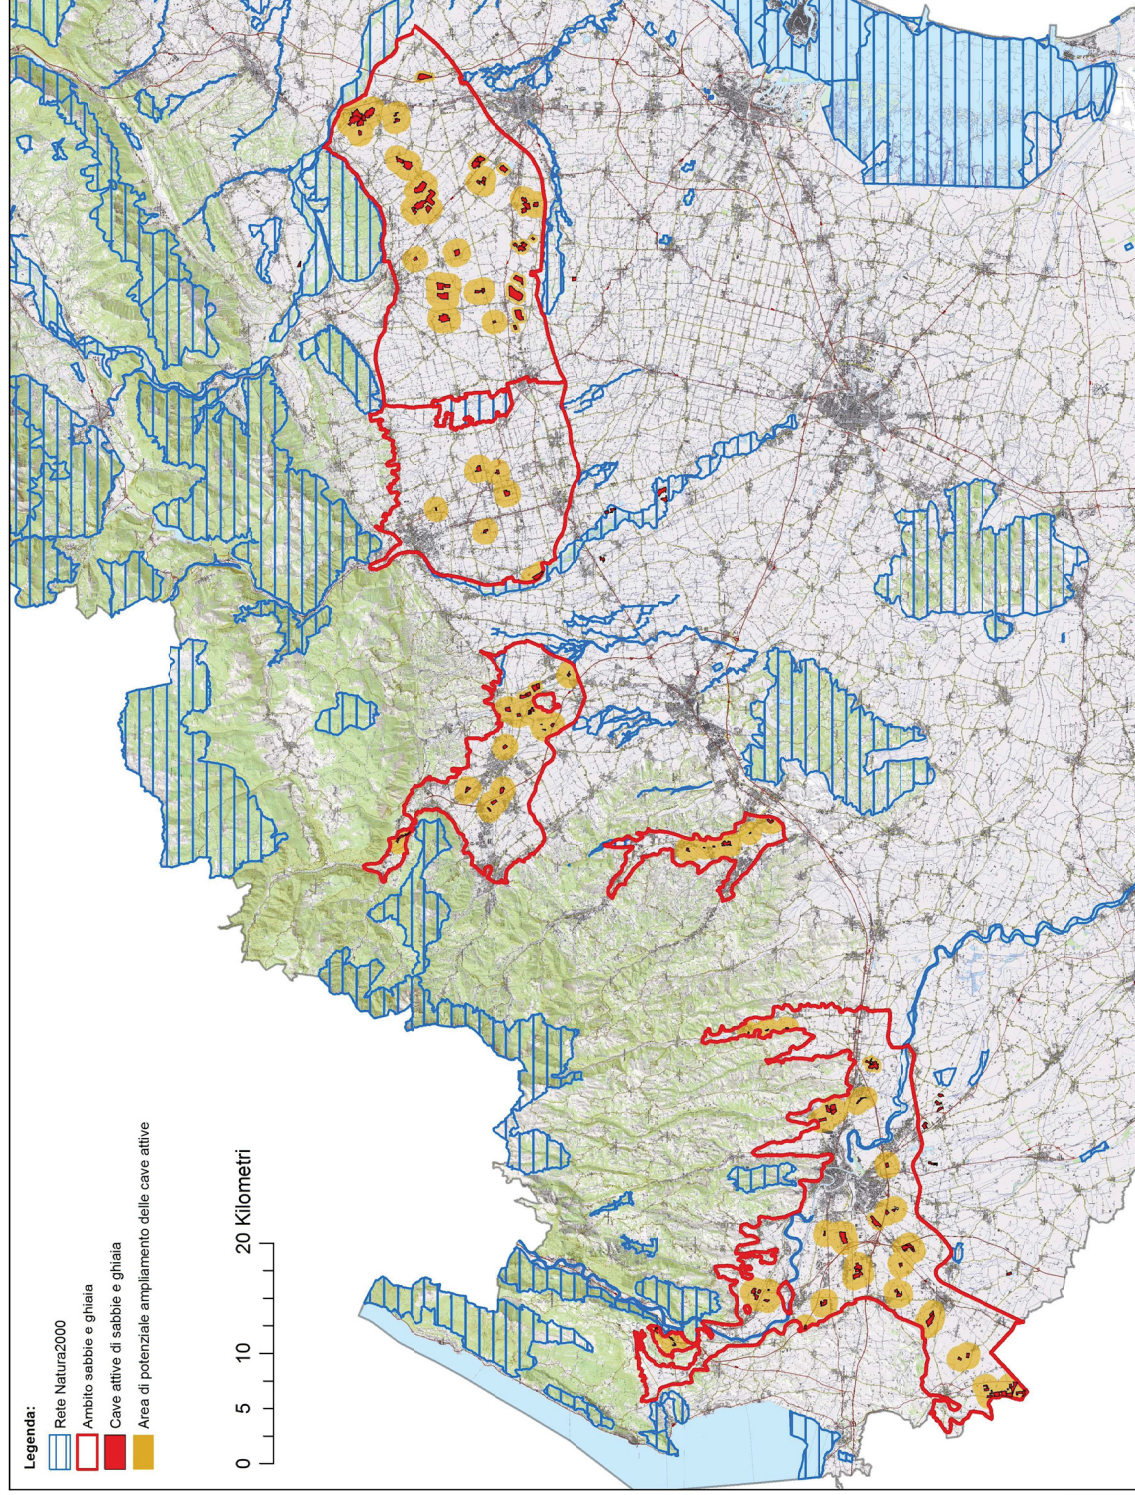 Legenda:
Rete Natura2000
Ambito sabbie e ghiaia
Cave attive di sabbie e ghiaia
Area di potenziale ampliamento delle cave attive
0 5 10 20 Kilometri